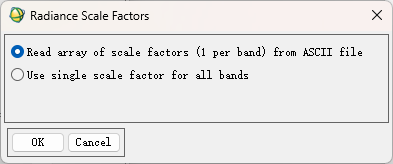 Radiance Scale Factors
Read array of scale factors (1 per band) from ASCII file
Use single scale factor for all bands
OK Cancel